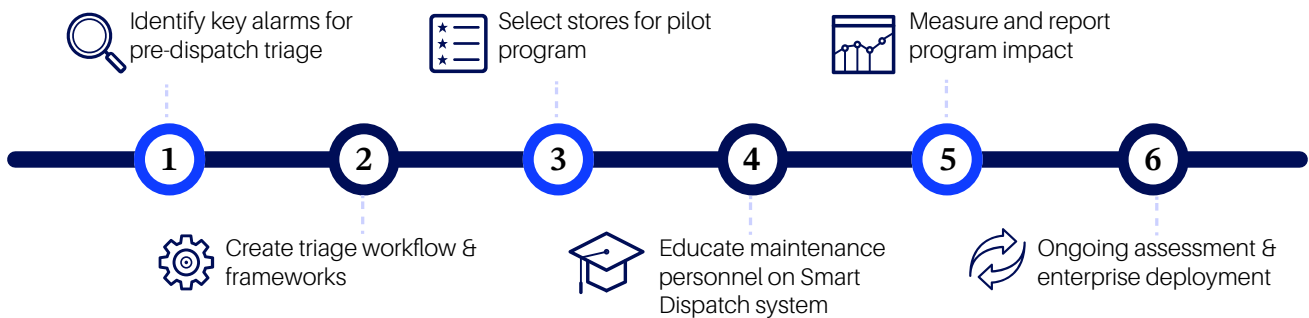 Identify key alarms for
pre-dispatch triage
Select stores for pilot
program
Measure and report
program impact
1
2
3
4
5
6
Create triage workflow &
frameworks
Educate maintenance
personnel on Smart
Dispatch system
Ongoing assessment &
enterprise deployment